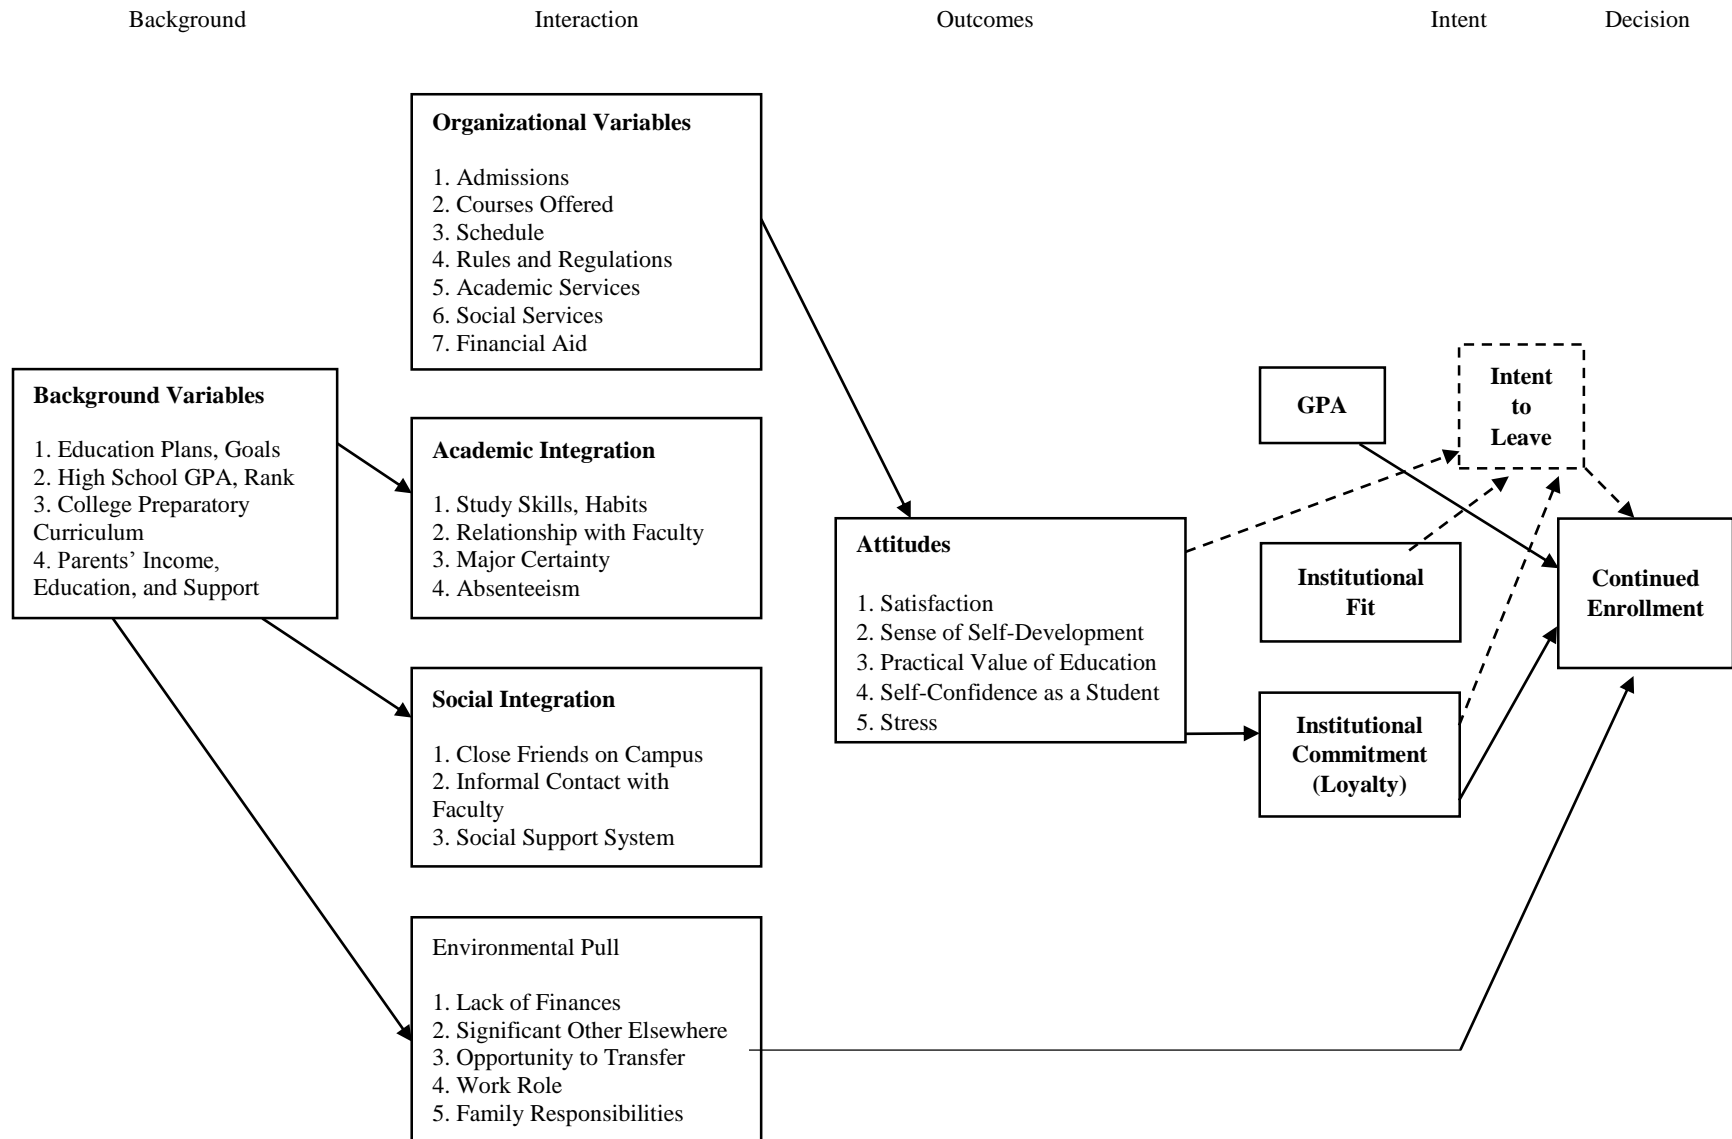 Background
Interaction
Outcomes
Intent
Decision
Organizational Variables
1. Admissions
2. Courses Offered
3. Schedule
4. Rules and Regulations
5. Academic Services
6. Social Services
7. Financial Aid
Background Variables
1. Education Plans, Goals
2. High School GPA, Rank
3. College Preparatory
Curriculum
4. Parents’ Income,
Education, and Support
Academic Integration
1. Study Skills, Habits
2. Relationship with Faculty
3. Major Certainty
4. Absenteeism
Social Integration
1. Close Friends on Campus
2. Informal Contact with
Faculty
3. Social Support System
Environmental Pull
1. Lack of Finances
2. Significant Other Elsewhere
3. Opportunity to Transfer
4. Work Role
5. Family Responsibilities
Attitudes
1. Satisfaction
2. Sense of Self-Development
3. Practical Value of Education
4. Self-Confidence as a Student
5. Stress
GPA
Institutional
Fit
Institutional
Commitment
(Loyalty)
Intent
to
Leave
Continued
Enrollment